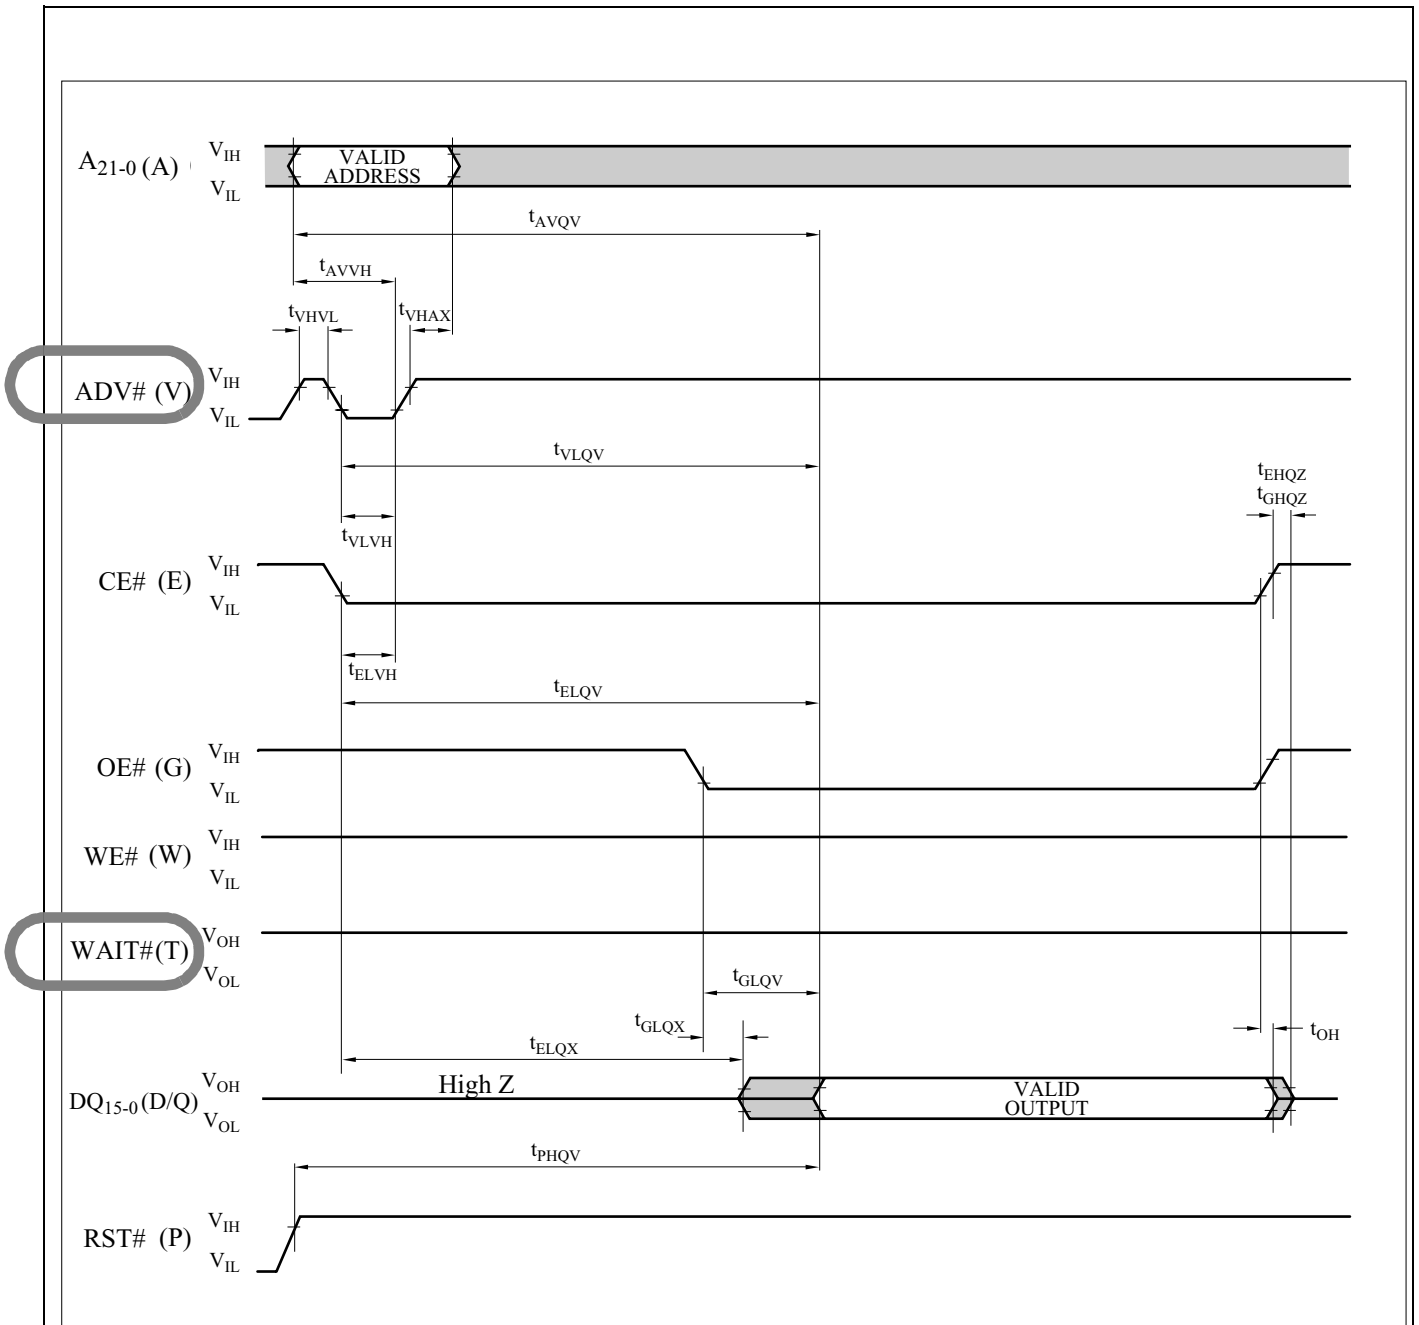 A21-0 (A)
VIH
VIL
VALID
ADDRESS
tAVQV
tAVVH
tVHVL
tVHAX
ADV# (V)
VIH
VIL
tVLQV
tVLVH
tEHQZ
tGHQZ
CE# (E)
VIH
VIL
tELVH
tELQV
OE# (G)
VIH
VIL
WE# (W)
VIH
VIL
WAIT#(T)
VOH
VOL
tGLQV
tGLQX
tOH
tELQX
DQ15-0 (D/Q)
VOH
VOL
High Z
VALID
OUTPUT
tPHQV
RST# (P)
VIH
VIL